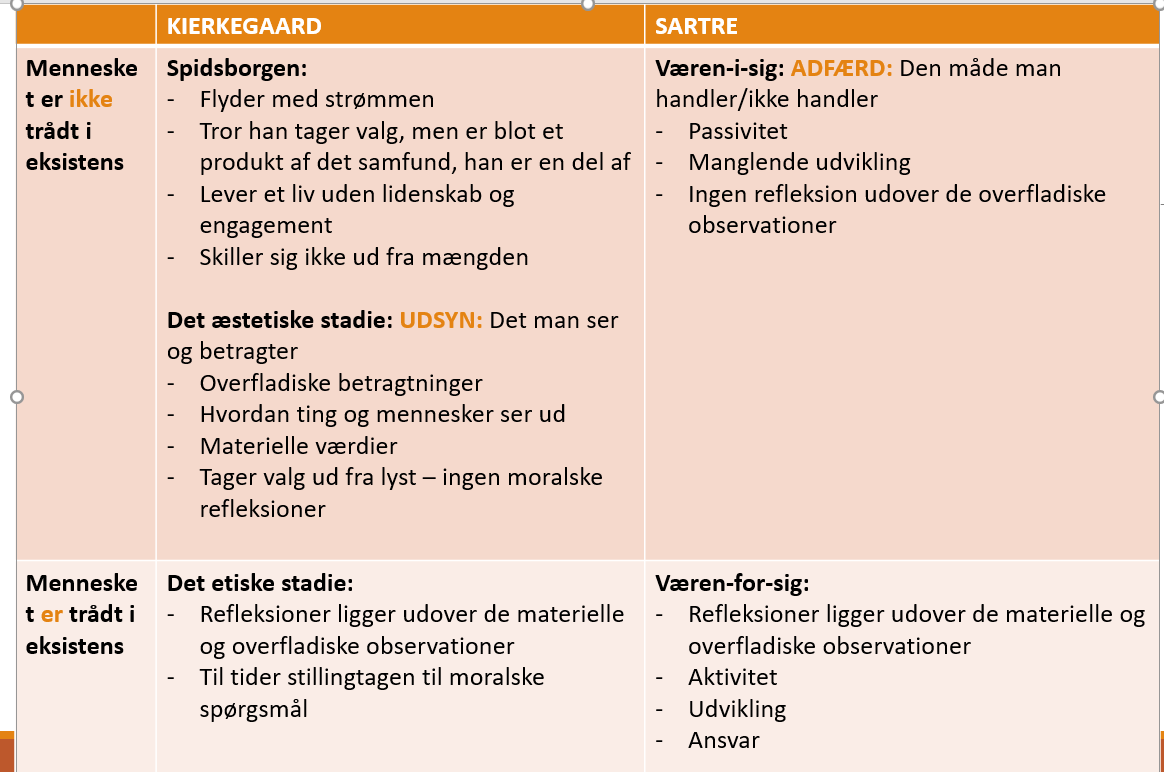 KIERKEGAARD
SARTRE
Menneske
t er ikke
trådt i
eksistens
Spidsborgen:
- Flyder med strømmen
- Tror han tager valg, men er blot et
produkt af det samfund, han er en del af
- Lever et liv uden lidenskab og
engagement
- Skiller sig ikke ud fra mængden
Det æstetiske stadie: UDSYN: Det man ser
og betragter
- Overfladiske betragtninger
- Hvordan ting og mennesker ser ud
- Materielle værdier
- Tager valg ud fra lyst – ingen moralske
refleksioner
Væren-i-sig: ADFÆRD: Den måde man
handler/ikke handler
- Passivitet
- Manglende udvikling
- Ingen refleksion udover de overfladiske
observationer
Menneske
t er trådt i
eksistens
Det etiske stadie:
- Refleksioner ligger udover de materielle
og overfladiske observationer
- Til tider stillingtagen til moralske
spørgsmål
Væren-for-sig:
- Refleksioner ligger udover de materielle og
overfladiske observationer
- Aktivitet
- Udvikling
- Ansvar